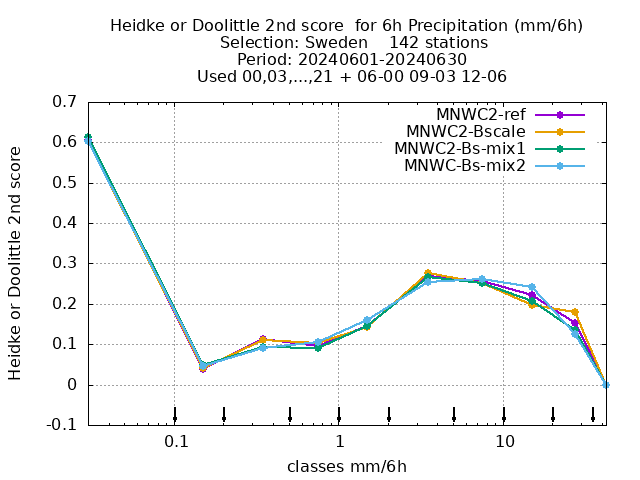 Heidke or Doolittle 2nd score  for 6h Precipitation (mm/6h)
Selection: Sweden    142 stations
Period: 20240601-20240630
Used 00,03,...,21 + 06-00 09-03 12-06
MNWC2-ref
MNWC2-Bscale
MNWC2-Bs-mix1
MNWC-Bs-mix2
Heidke or Doolittle 2nd score
0.7
0.6
0.5
0.4
0.3
0.2
0.1
0
-0.1
0.1
1
10
classes mm/6h